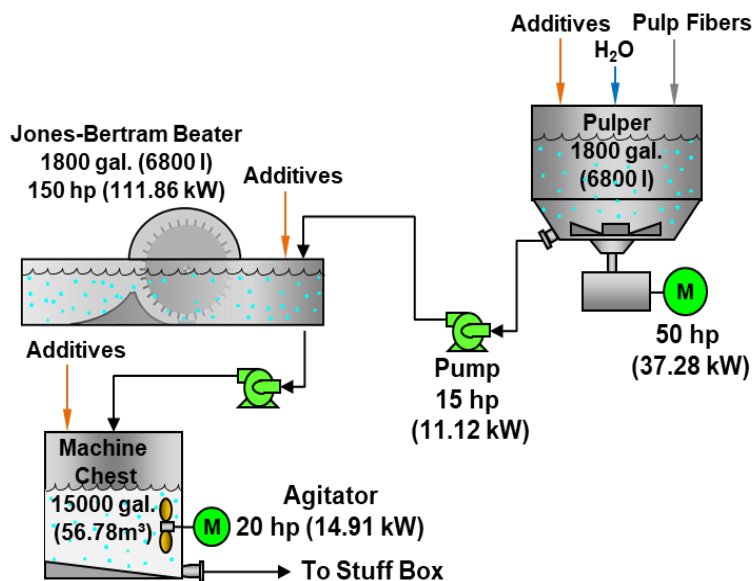 Additives
Pulp Fibers
H₂O
Pulper
1800 gal.
(6800 l)
M
50 hp
(37.28 kW)
Jones-Bertram Beater
1800 gal. (6800 l)
150 hp (111.86 kW)
Additives
Pump
15 hp
(11.12 kW)
Additives
Machine
Chest
15000 gal.
(56.78m³)
M
Agitator
20 hp (14.91 kW)
To Stuff Box